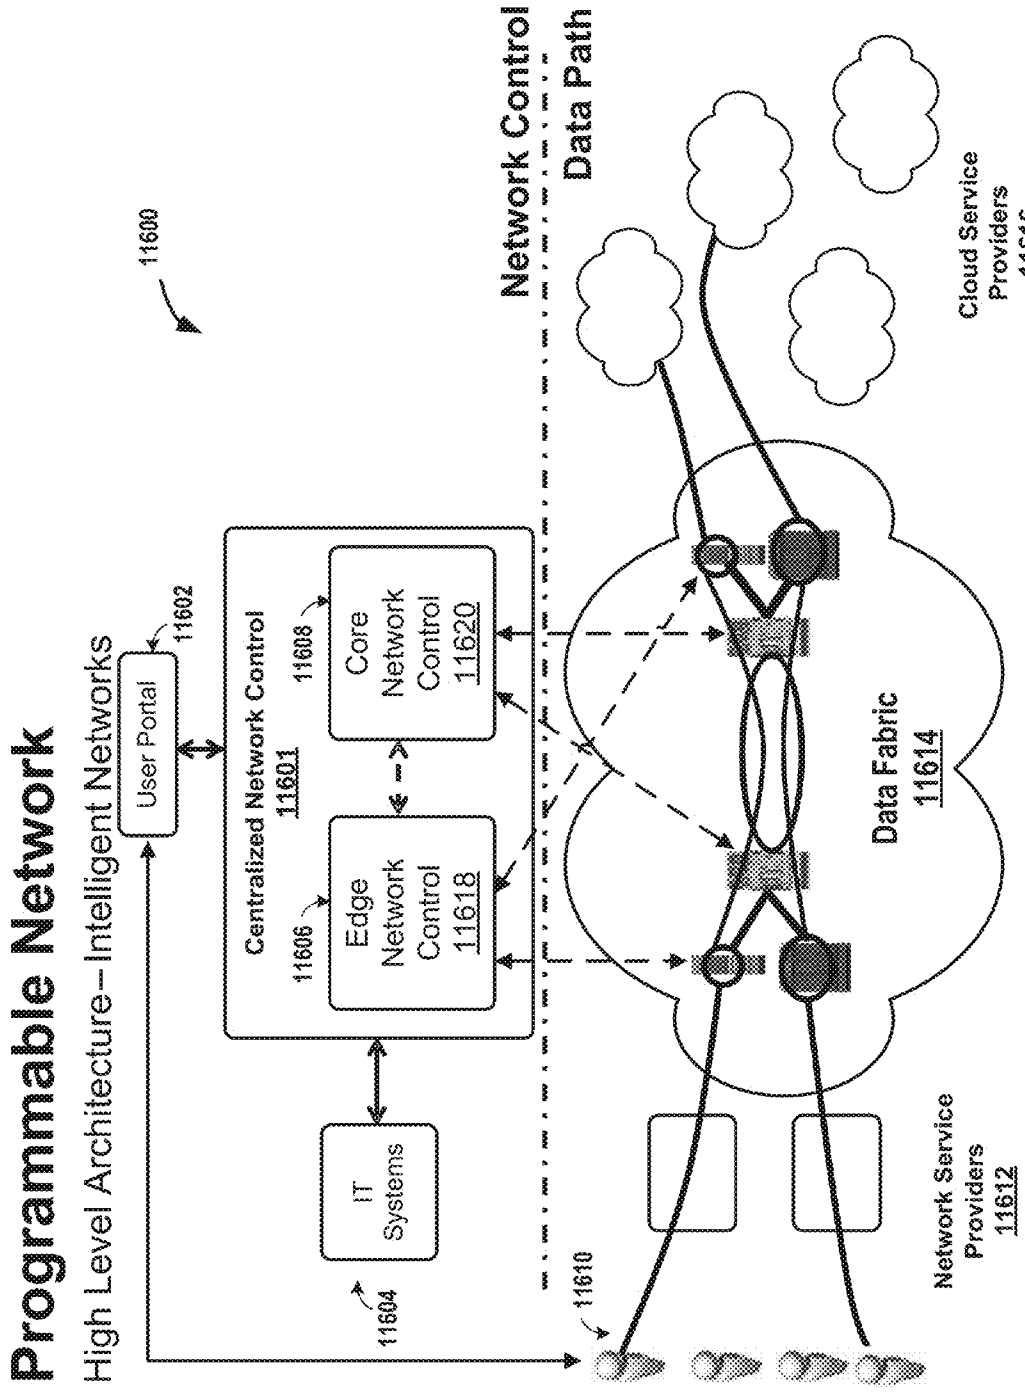 Programmable Network
High Level Architecture–Intelligent Networks
11600
User Portal
11602
Centralized Network Control
11601
11606
Edge
Network
Control
11618
11608
Core
Network
Control
11620
IT
Systems
11604
Network Control
Data Path
11610
Network Service
Providers
11612
Data Fabric
11614
Cloud Service
Providers